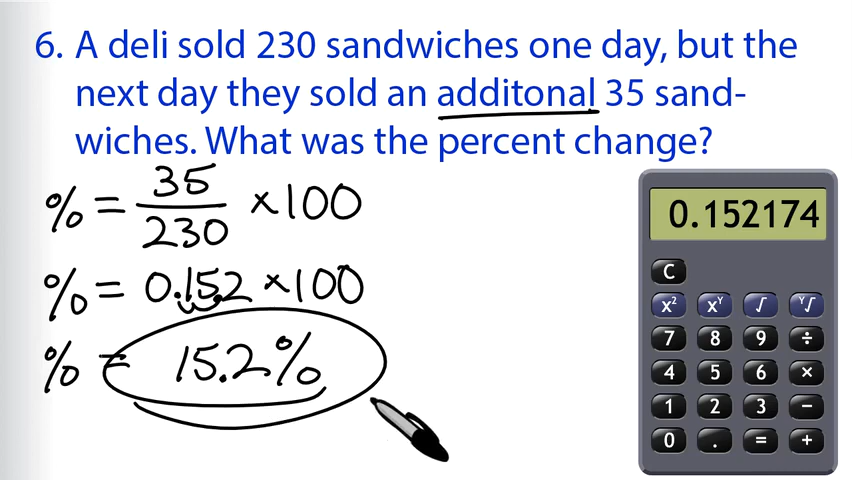 6. A deli sold 230 sandwiches one day, but the
next day they sold an additonal 35 sand-
wiches. What was the percent change?
% = 35/230 ×100
% = 0.152 ×100
% = 15.2%
0.152174
C
x² xʸ √ ʸ√
7 8 9 ÷
4 5 6 ×
1 2 3 −
0 . = +